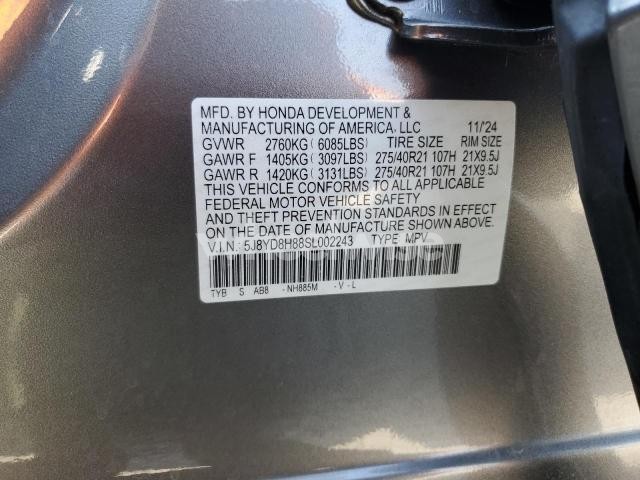 MFD. BY HONDA DEVELOPMENT &
MANUFACTURING OF AMERICA, LLC 11/24
GVWR 2760KG ( 6085LBS) TIRE SIZE RIM SIZE
GAWR F 1405KG ( 3097LBS) 275/40R21 107H 21X9.5J
GAWR R 1420KG ( 3131LBS) 275/40R21 107H 21X9.5J
THIS VEHICLE CONFORMS TO ALL APPLICABLE
FEDERAL MOTOR VEHICLE SAFETY
AND THEFT PREVENTION STANDARDS IN EFFECT
ON THE DATE OF MANUFACTURE SHOWN ABOVE.
V.I.N.: 5J8YD8H88SL002243 TYPE: MPV
TYB S AB8 -NH885M -V-L